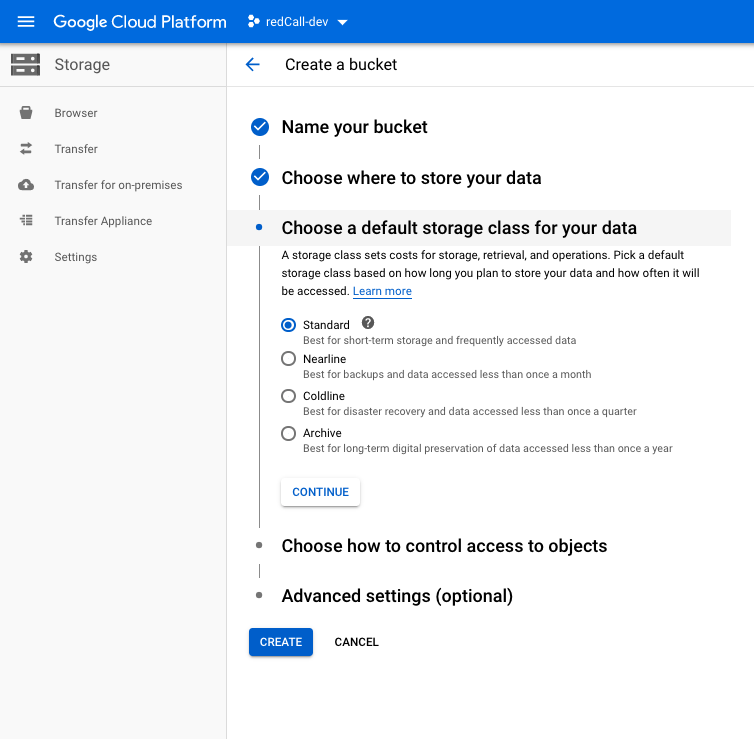 Google Cloud Platform
redCall-dev
Storage
Create a bucket
Browser
Transfer
Transfer for on-premises
Transfer Appliance
Settings
Name your bucket
Choose where to store your data
Choose a default storage class for your data
A storage class sets costs for storage, retrieval, and operations. Pick a default
storage class based on how long you plan to store your data and how often it will
be accessed. Learn more
Standard ?
Best for short-term storage and frequently accessed data
Nearline
Best for backups and data accessed less than once a month
Coldline
Best for disaster recovery and data accessed less than once a quarter
Archive
Best for long-term digital preservation of data accessed less than once a year
CONTINUE
Choose how to control access to objects
Advanced settings (optional)
CREATE
CANCEL